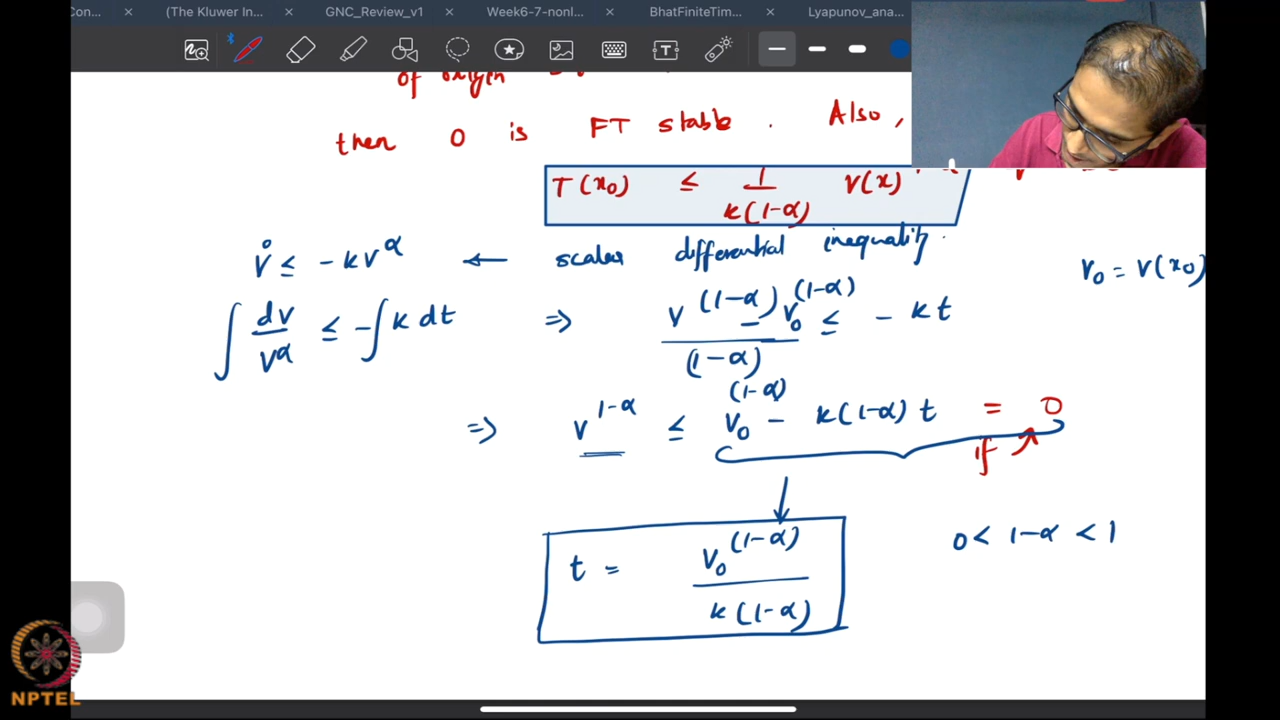 (The Kluwer In... × GNC_Review_v1 × Week6-7-nonl... × BhatFiniteTim... × Lyapunov_ana...
of origin
then 0 is FT stable . Also ,
T(x₀) ≤ 1/k(1-α) V(x)
V̊ ≤ -kV^α ← scalar differential inequality.
V₀ = V(x₀)
∫ dV/V^α ≤ -∫ k dt ⇒ (V^(1-α) - V₀^(1-α))/(1-α) ≤ - kt
⇒ V^(1-α) ≤ V₀^(1-α) - k(1-α)t = 0
if
t = V₀^(1-α)/k(1-α)
0 < 1-α < 1
NPTEL